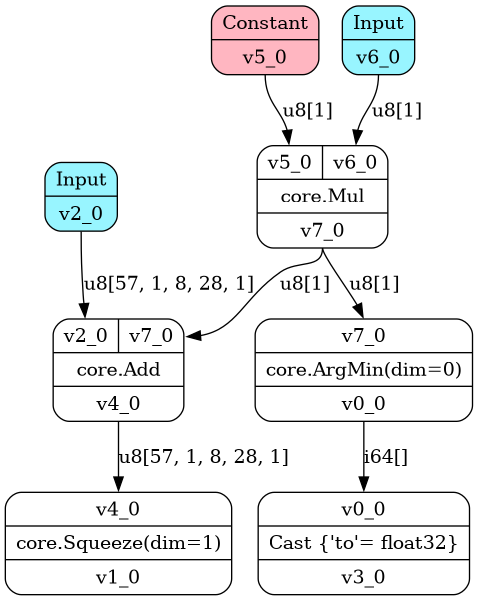 Constant
v5_0
Input
v6_0
u8[1]
u8[1]
v5_0 v6_0
core.Mul
v7_0
Input
v2_0
u8[57, 1, 8, 28, 1]
u8[1]
u8[1]
v2_0 v7_0
core.Add
v4_0
v7_0
core.ArgMin(dim=0)
v0_0
u8[57, 1, 8, 28, 1]
i64[]
v4_0
core.Squeeze(dim=1)
v1_0
v0_0
Cast {'to'= float32}
v3_0